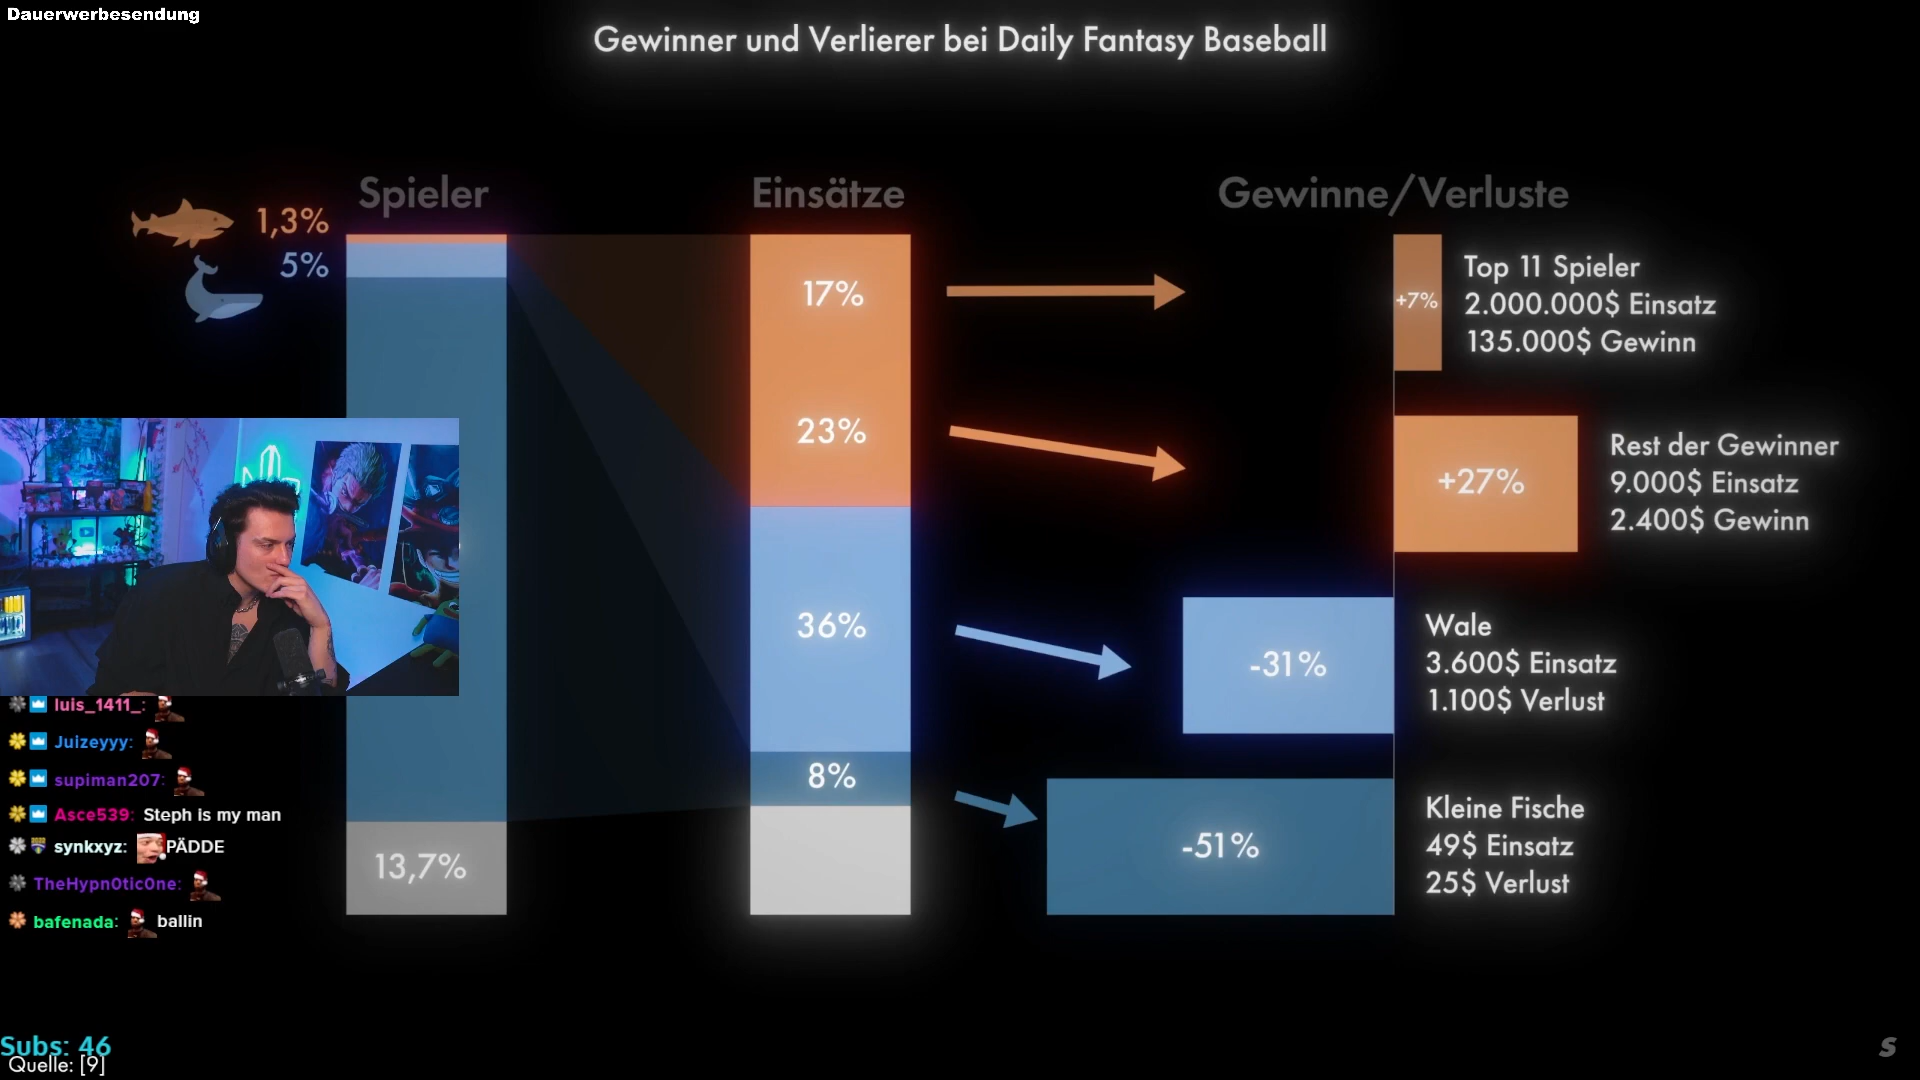 Dauerwerbesendung
Gewinner und Verlierer bei Daily Fantasy Baseball
Spieler
Einsätze
Gewinne/Verluste
1,3%
5%
13,7%
17%
23%
36%
8%
+7%
Top 11 Spieler
2.000.000$ Einsatz
135.000$ Gewinn
+27%
Rest der Gewinner
9.000$ Einsatz
2.400$ Gewinn
-31%
Wale
3.600$ Einsatz
1.100$ Verlust
-51%
Kleine Fische
49$ Einsatz
25$ Verlust
luis_1411_:
Juizeyyy:
supiman207:
Asce539: Steph is my man
synkxyz: PÄDDE
TheHypn0tic0ne:
bafenada: ballin
Subs: 46
Quelle: [9]
S